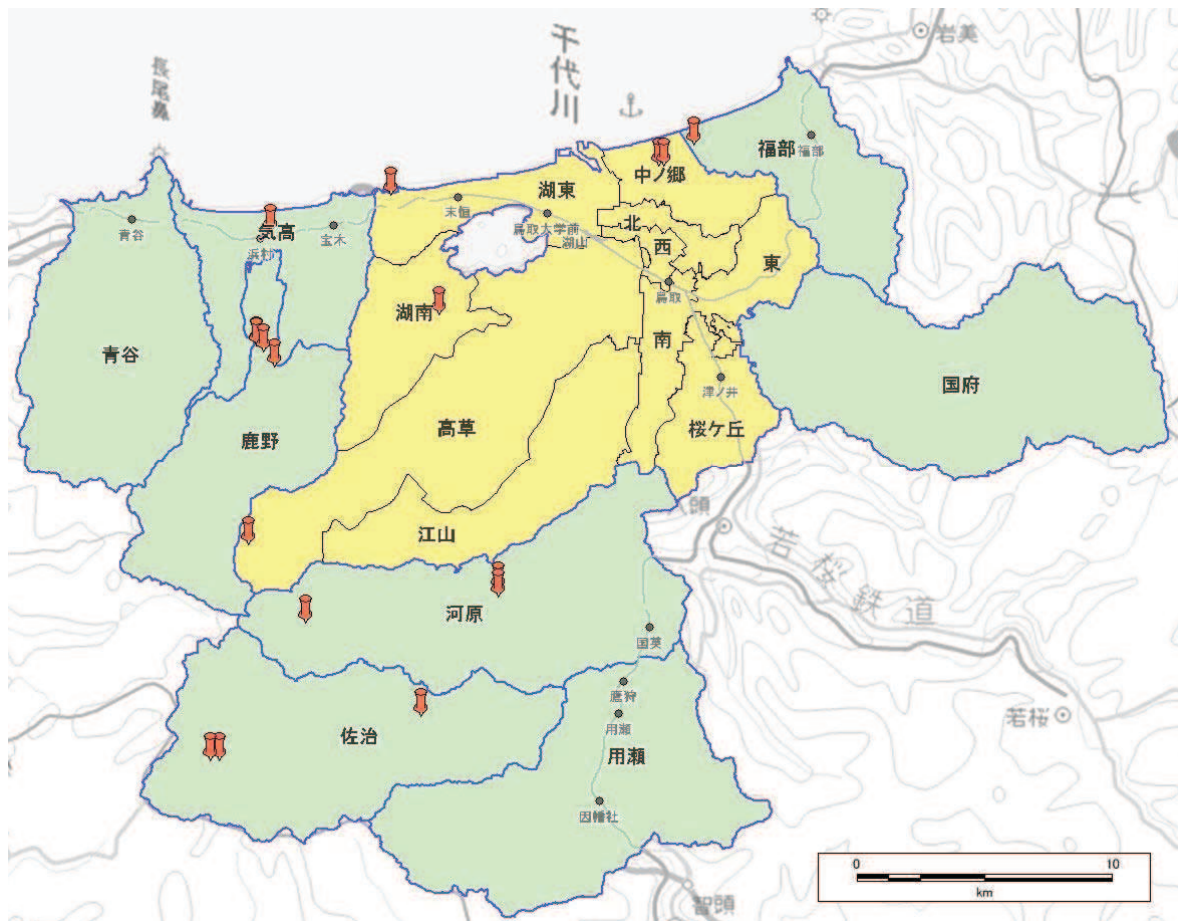 岩美
千代川
長尾鼻
福部
福部
中ノ郷
湖東
末恒
鳥取大学前
湖山
北
西
東
青谷
気高
浜村
宝木
湖南
鳥取
南
津ノ井
青谷
国府
鹿野
高草
桜ケ丘
八頭
江山
若桜鉄道
河原
国英
鷹狩
用瀬
若桜
佐治
用瀬
因幡社
智頭
0
10
km